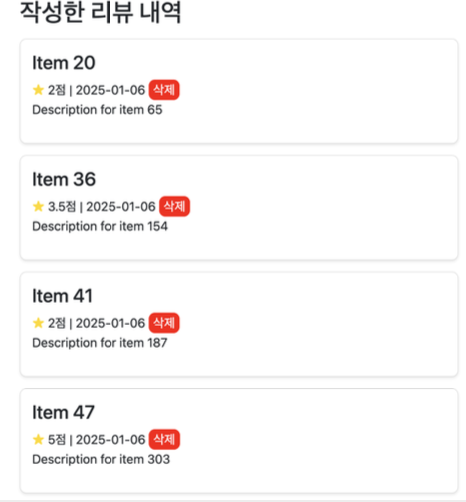 작성한 리뷰 내역
Item 20
⭐ 2점 | 2025-01-06 삭제
Description for item 65
Item 36
⭐ 3.5점 | 2025-01-06 삭제
Description for item 154
Item 41
⭐ 2점 | 2025-01-06 삭제
Description for item 187
Item 47
⭐ 5점 | 2025-01-06 삭제
Description for item 303